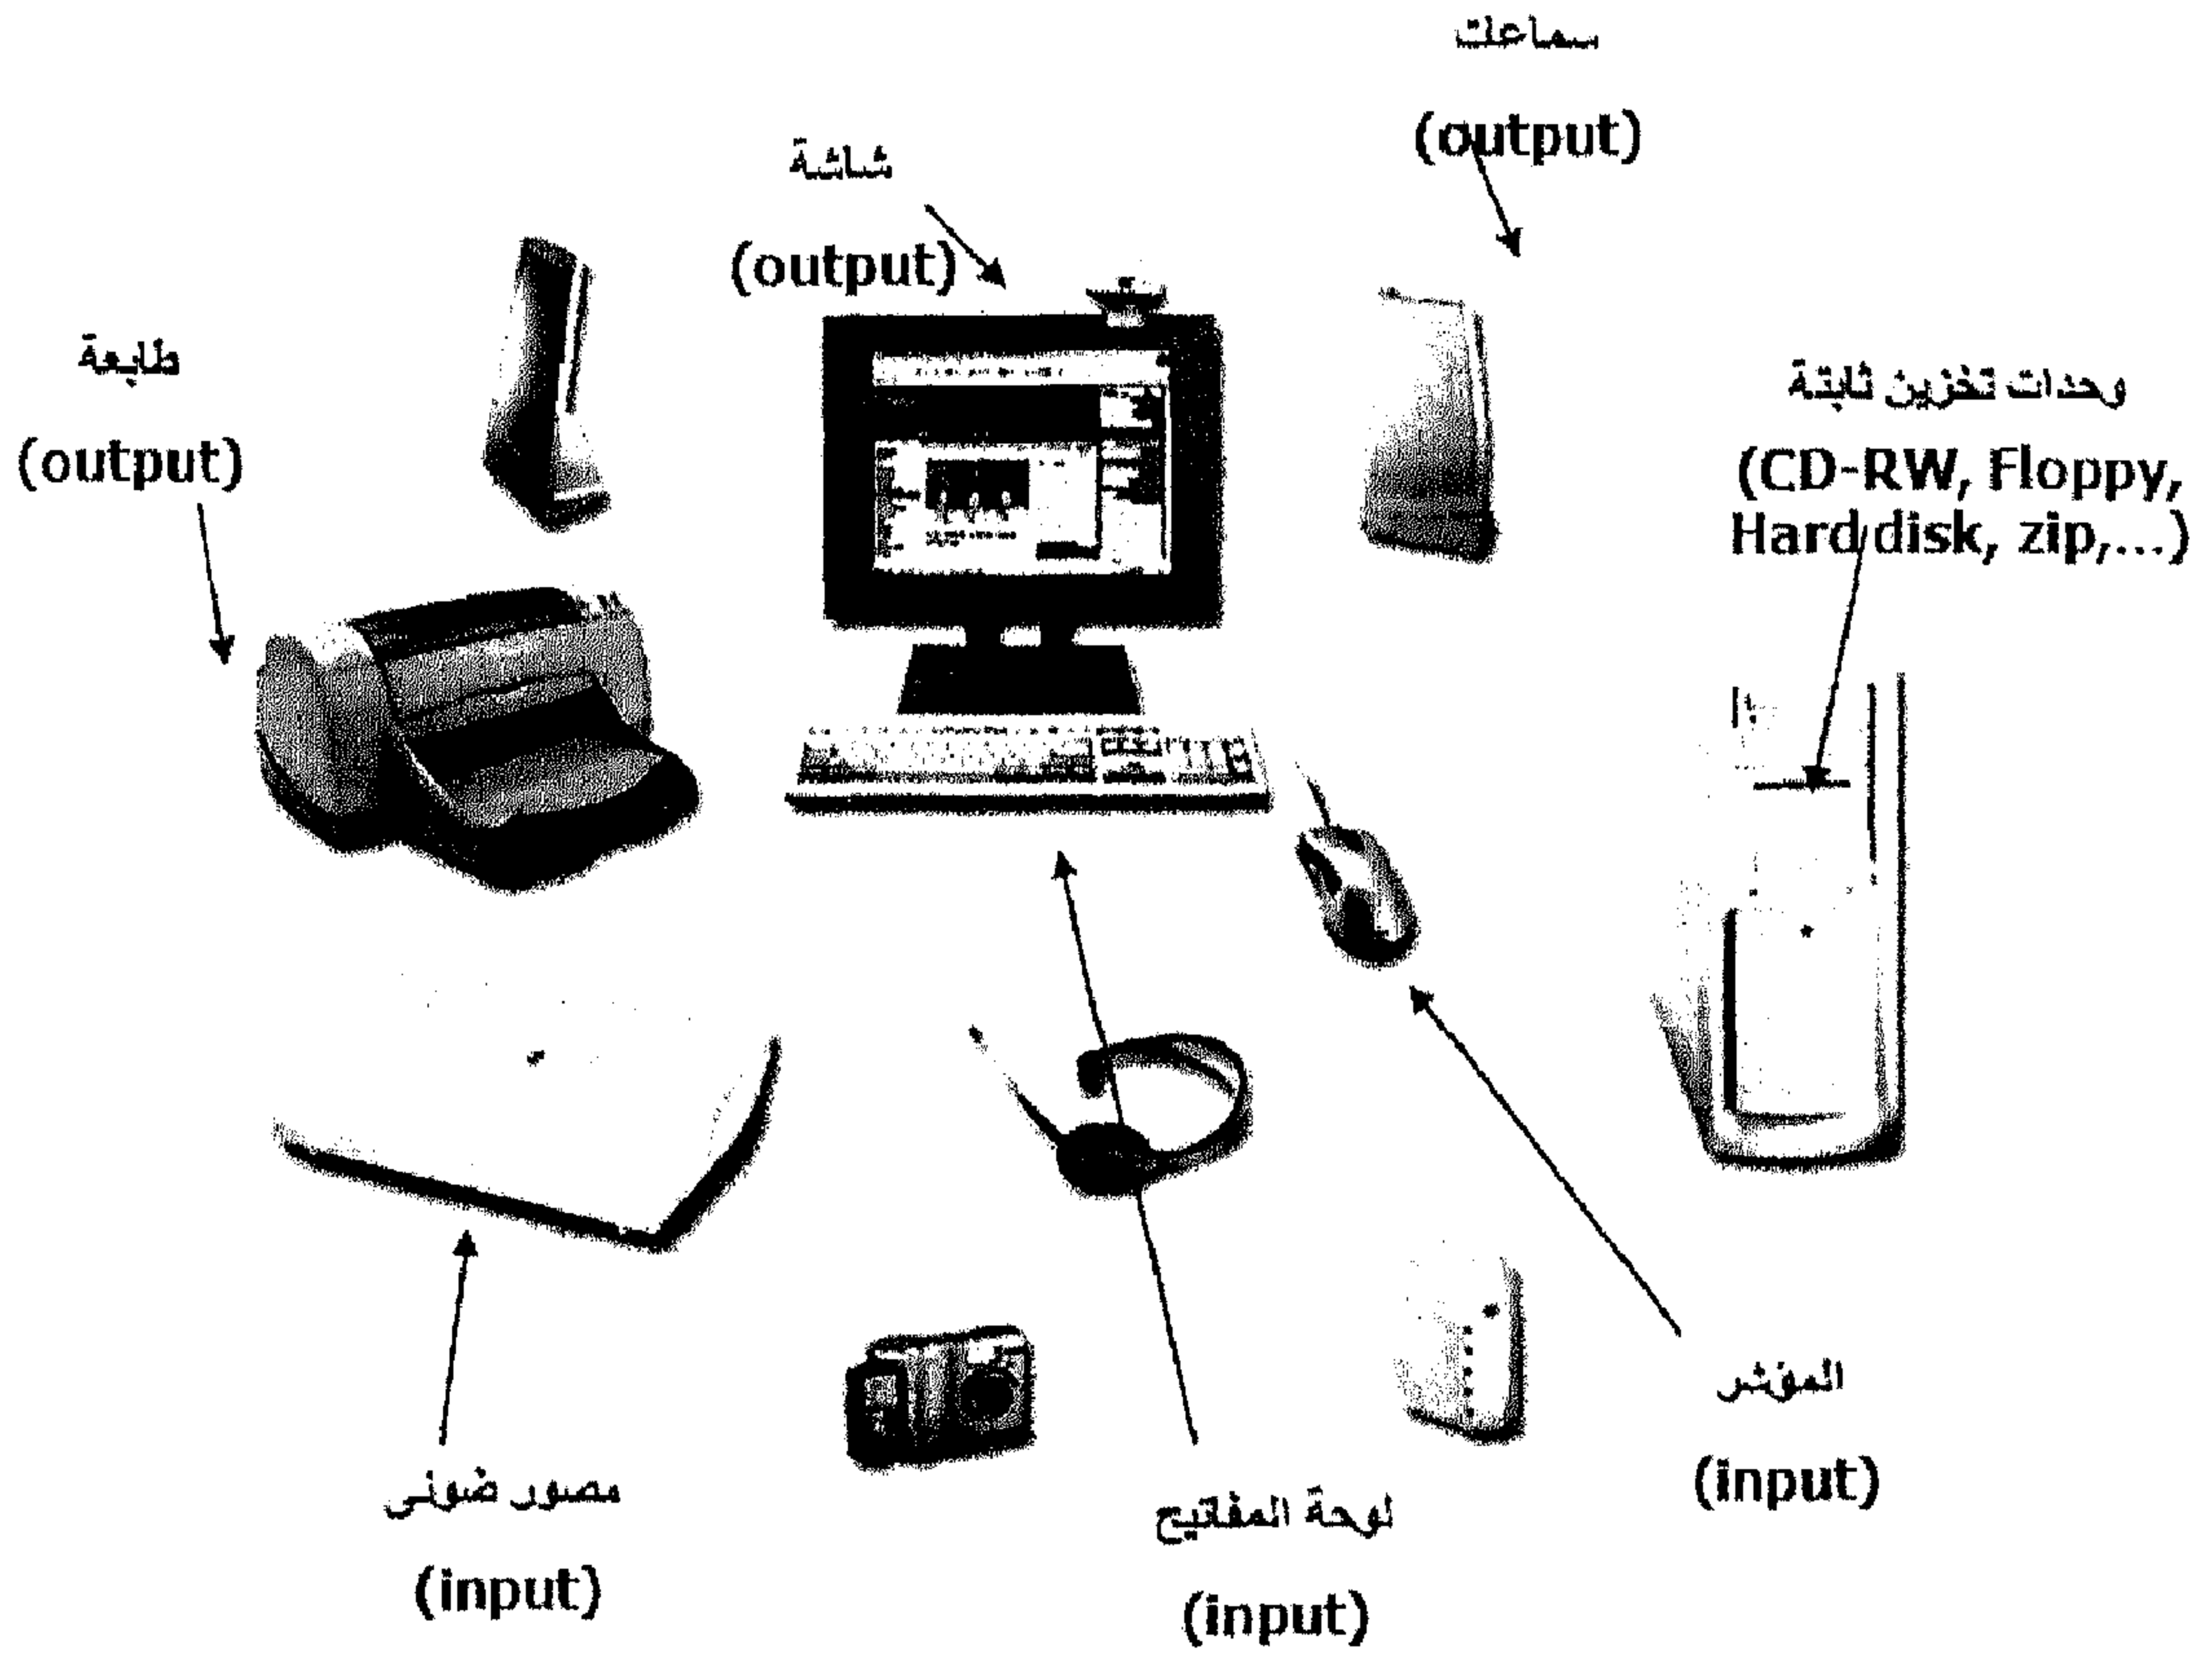 سماعات
(output)
شاشة
(output)
طابعة
(output)
وحدات تخزين ثابتة
(CD-RW, Floppy,
Hard disk, zip,...)
المؤشر
(input)
لوحة المفاتيح
(input)
مصور ضوئي
(input)